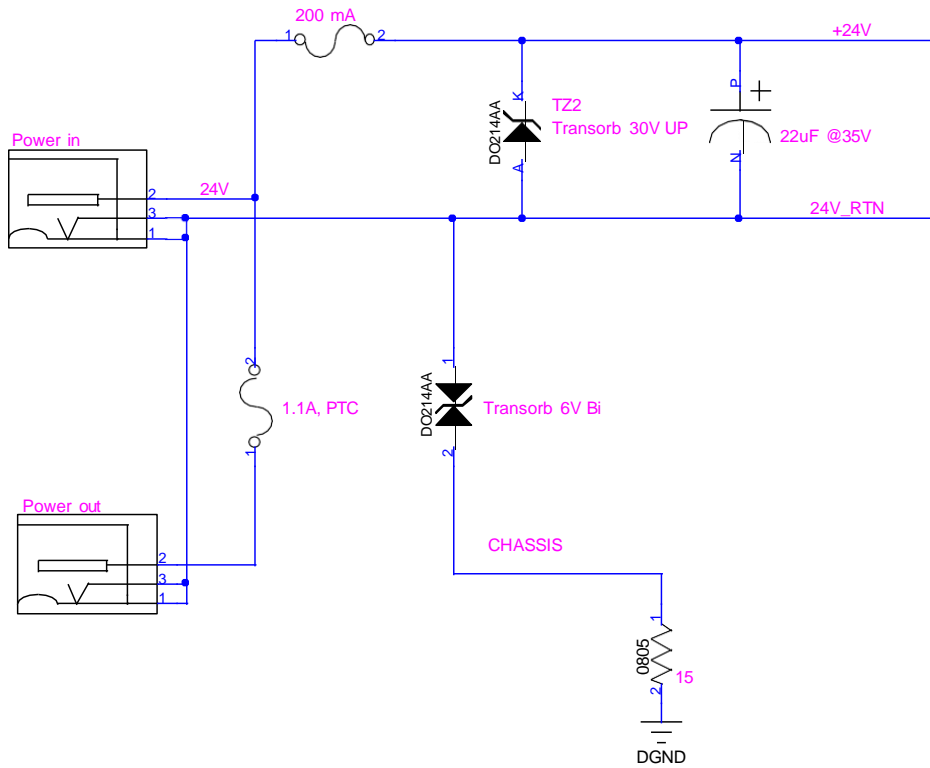 200 mA
1
2
+24V
K
P
+
TZ2
Transorb 30V UP
DO214AA
22uF @35V
A
N
Power in
2
24V
3
1
24V_RTN
2
1
DO214AA
1.1A, PTC
Transorb 6V Bi
1
2
Power out
2
3
1
CHASSIS
1
0805
15
2
DGND